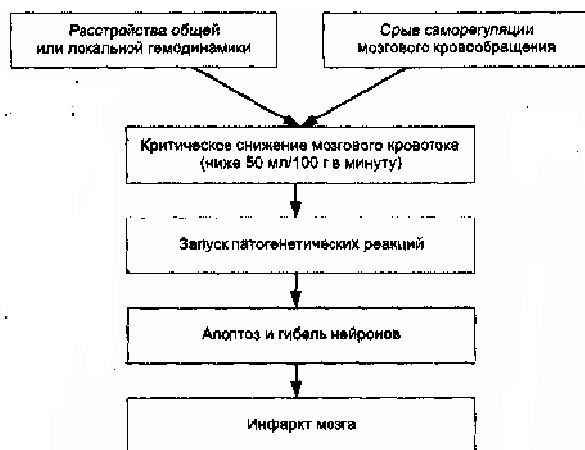 Расстройства общей
или локальной гемодинамики
Срыв саморегуляции
мозгового кровообращения
Критическое снижение мозгового кровотока
(ниже 50 мл/100 г в минуту)
Запуск патогенетических реакций
Апоптоз и гибель нейронов
Инфаркт мозга